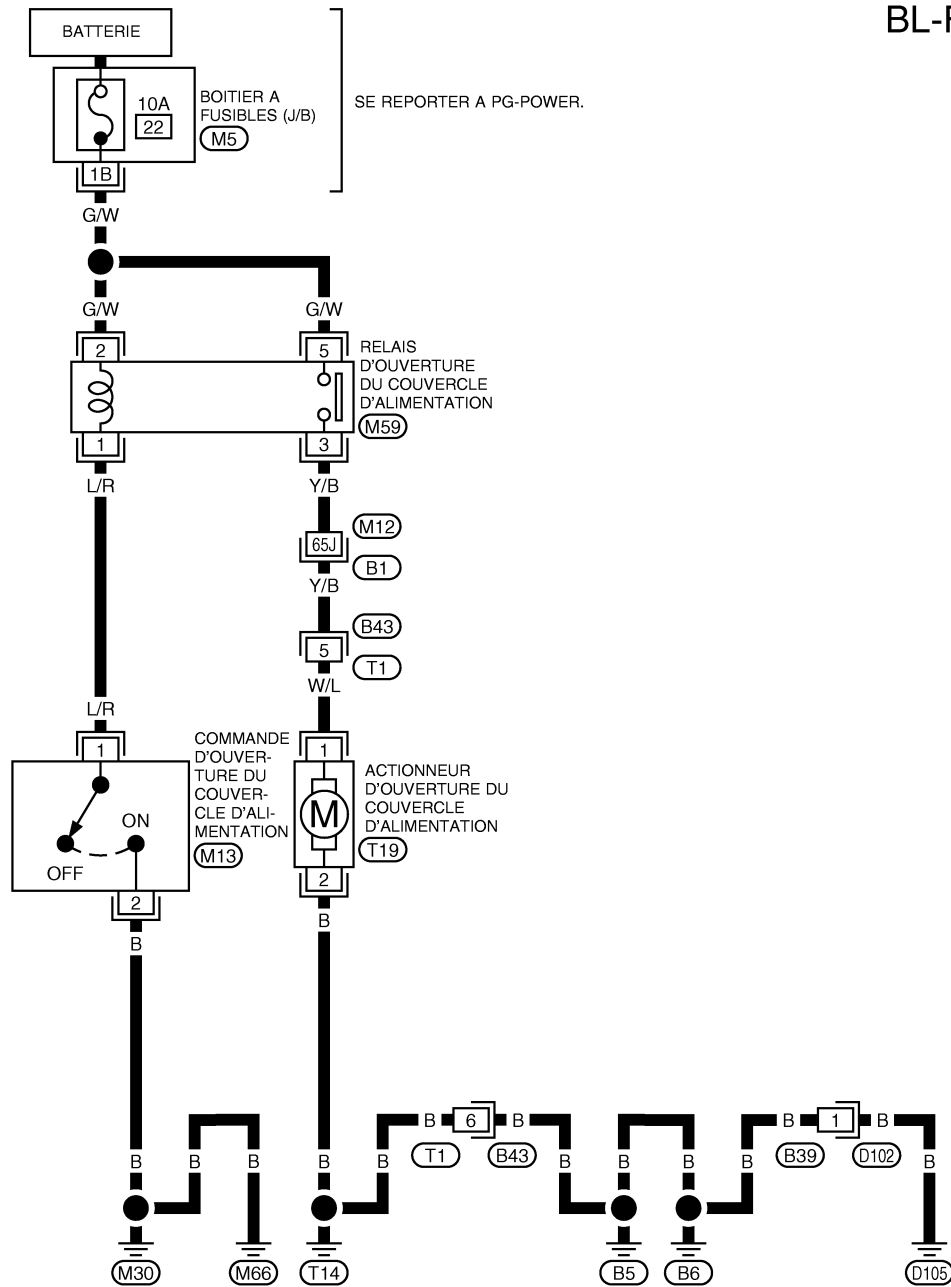 BL-F
BATTERIE
10A
22
BOITIER A
FUSIBLES (J/B)
M5
SE REPORTER A PG-POWER.
1B
G/W
G/W
G/W
2
5
RELAIS
D'OUVERTURE
DU COUVERCLE
D'ALIMENTATION
M59
1
3
L/R
Y/B
M12
65J
B1
Y/B
B43
5
T1
W/L
L/R
1
COMMANDE
D'OUVER-
TURE DU
COUVER-
CLE D'ALI-
MENTATION
M13
ON
OFF
1
M
ACTIONNEUR
D'OUVERTURE DU
COUVERCLE
D'ALIMENTATION
T19
2
2
B
B
B
6
B
B
1
B
T1
B43
B39
D102
B
B
B
B
B
B
B
B
B
B
M30
M66
T14
B5
B6
D105